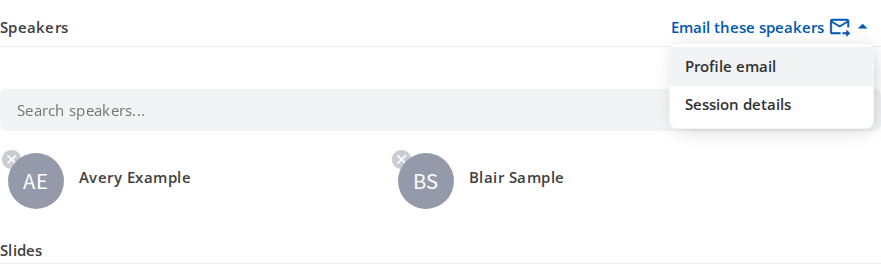 Speakers
Email these speakers
Profile email
Session details
Search speakers...
AE
Avery Example
BS
Blair Sample
Slides